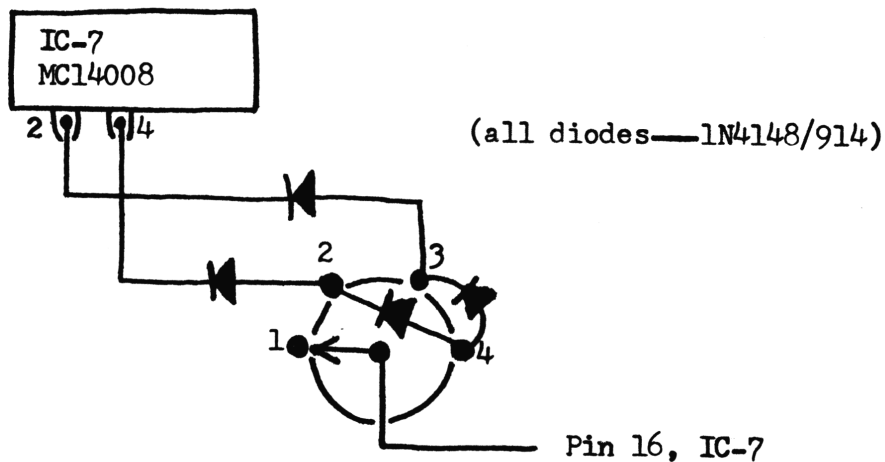 IC-7
MC14008
2 4
(all diodes—1N4148/914)
2 3
1 4
Pin 16, IC-7